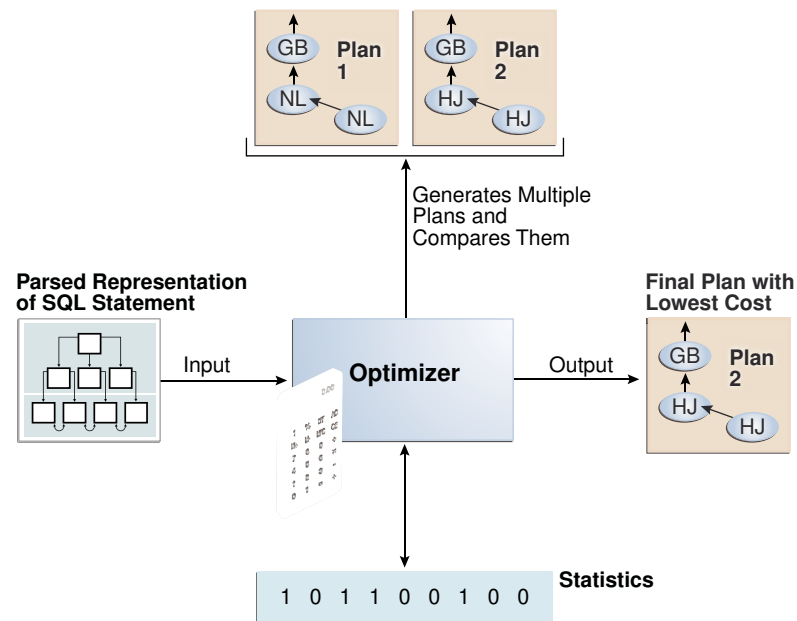 GB
Plan
1
NL
NL
GB
Plan
2
HJ
HJ
Generates Multiple
Plans and
Compares Them
Parsed Representation
of SQL Statement
Input
Optimizer
0.00
Output
Final Plan with
Lowest Cost
GB
Plan
2
HJ
HJ
Statistics
1 0 1 1 0 0 1 0 0